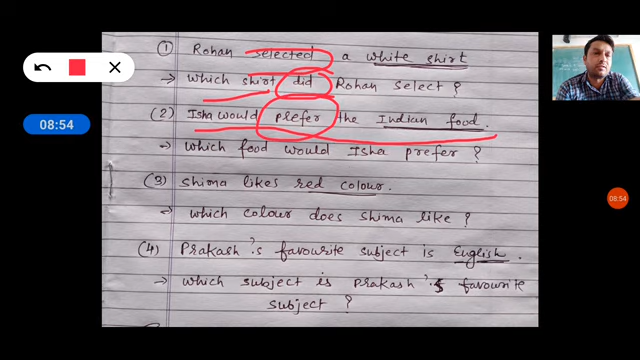 ① Rohan selected a white shirt
→ which shirt did Rohan select?
(2) Isha would prefer the Indian food.
→ which food would Isha prefer?
(3) Shima likes red colour.
→ which colour does Shima like?
(4) Prakash's favourite subject is English.
→ which subject is Prakash's favourite
subject?
08:54
08:54